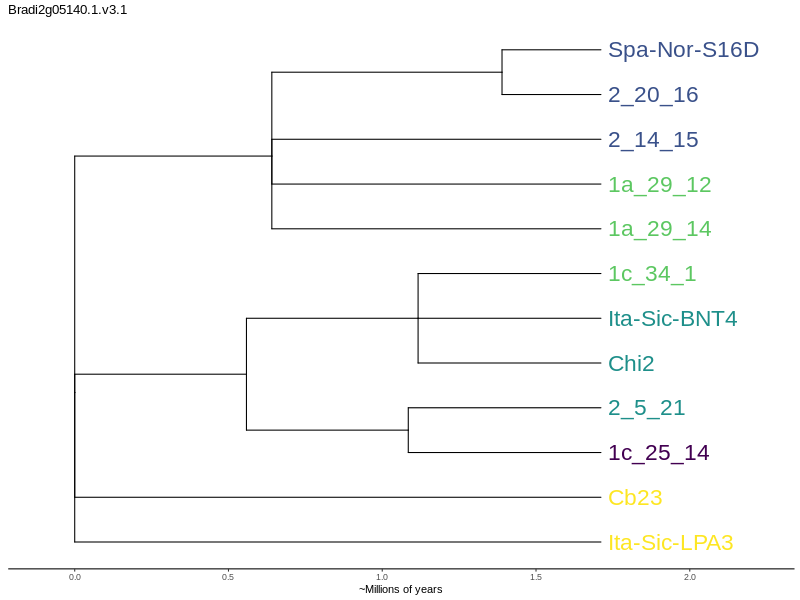 Bradi2g05140.1.v3.1
Spa-Nor-S16D
2_20_16
2_14_15
1a_29_12
1a_29_14
1c_34_1
Ita-Sic-BNT4
Chi2
2_5_21
1c_25_14
Cb23
Ita-Sic-LPA3
0.0 0.5 1.0 1.5 2.0
~Millions of years